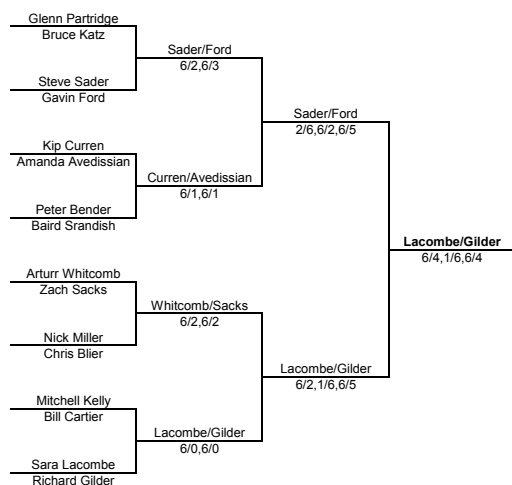 Glenn Partridge
Bruce Katz
Sader/Ford
6/2,6/3
Steve Sader
Gavin Ford
Sader/Ford
2/6,6/2,6/5
Kip Curren
Amanda Avedissian
Curren/Avedissian
6/1,6/1
Peter Bender
Baird Srandish
Lacombe/Gilder
6/4,1/6,6/4
Arturr Whitcomb
Zach Sacks
Whitcomb/Sacks
6/2,6/2
Nick Miller
Chris Blier
Lacombe/Gilder
6/2,1/6,6/5
Mitchell Kelly
Bill Cartier
Lacombe/Gilder
6/0,6/0
Sara Lacombe
Richard Gilder